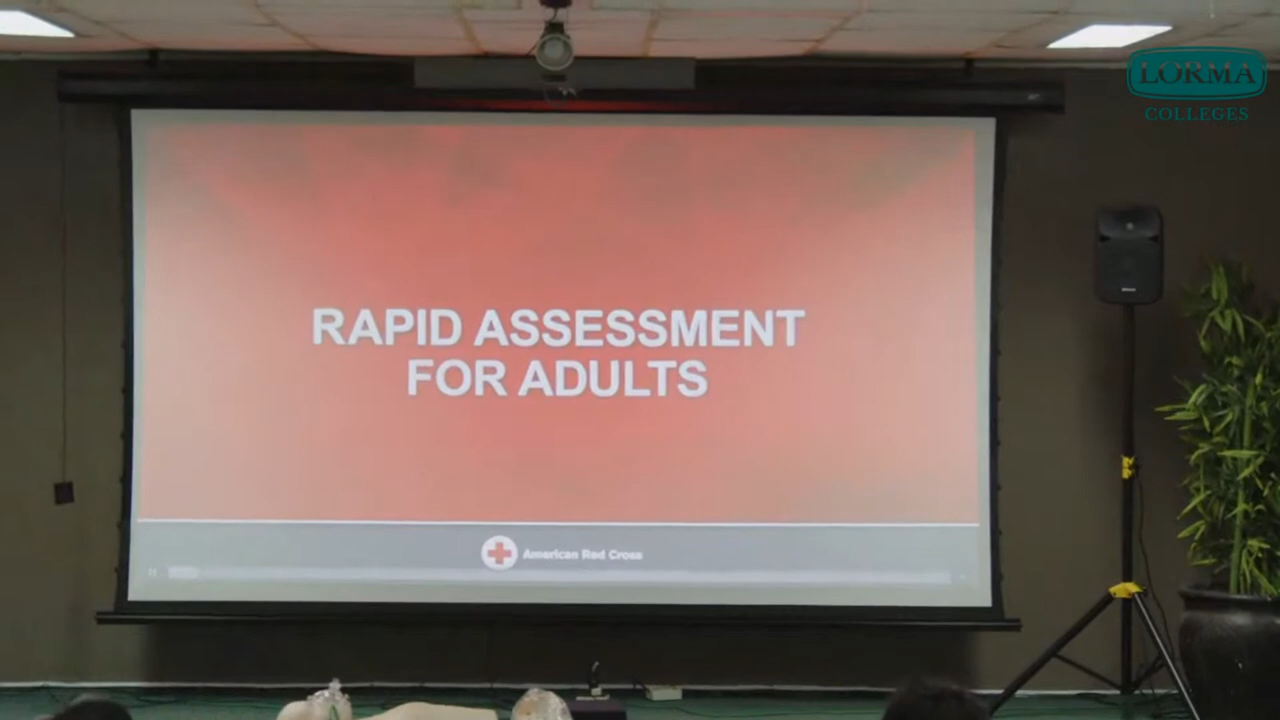 LORMA
COLLEGES
RAPID ASSESSMENT
FOR ADULTS
American Red Cross